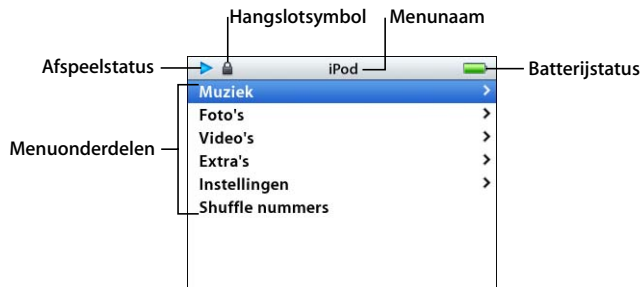 Hangslotsymbol Menunaam
Afspeelstatus iPod Batterijstatus
Muziek
Foto's
Video's
Menuonderdelen
Extra's
Instellingen
Shuffle nummers